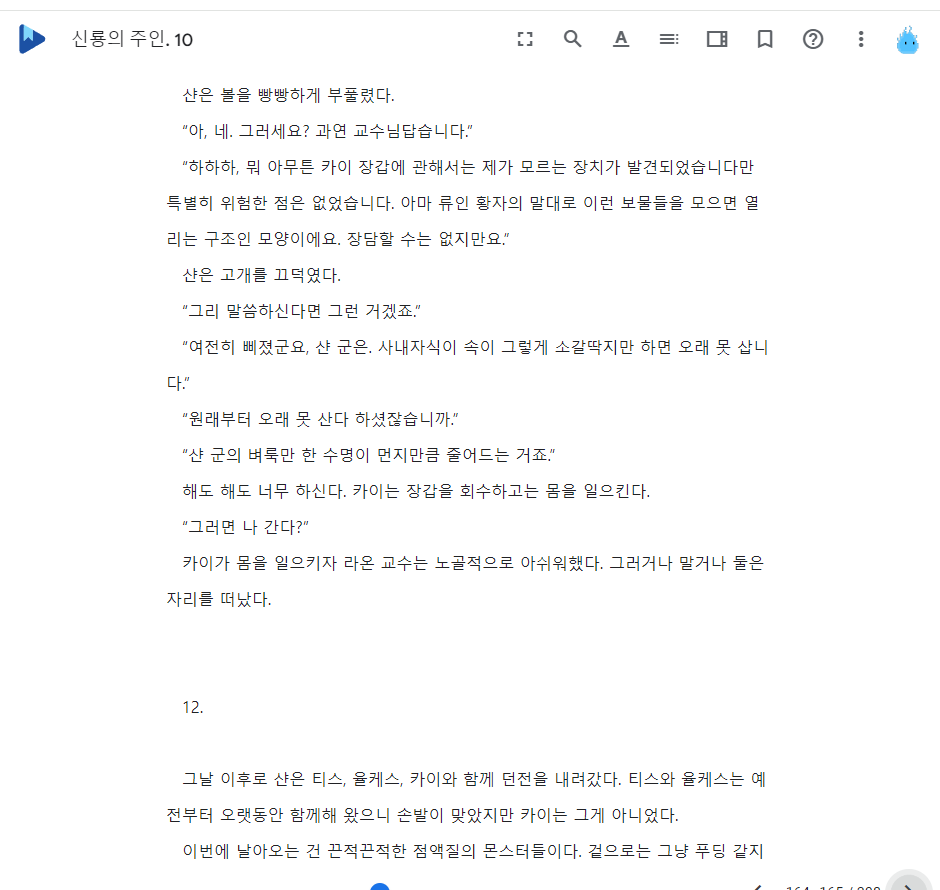 신룡의 주인. 10
샨은 볼을 빵빵하게 부풀렸다.
“아, 네. 그러세요? 과연 교수님답습니다.”
“하하하, 뭐 아무튼 카이 장갑에 관해서는 제가 모르는 장치가 발견되었습니다만
특별히 위험한 점은 없었습니다. 아마 류인 황자의 말대로 이런 보물들을 모으면 열
리는 구조인 모양이에요. 장담할 수는 없지만요.”
샨은 고개를 끄덕였다.
“그리 말씀하신다면 그런 거겠죠.”
“여전히 삐졌군요, 샨 군은. 사내자식이 속이 그렇게 소갈딱지만 하면 오래 못 삽니
다.”
“원래부터 오래 못 산다 하셨잖습니까.”
“샨 군의 벼룩만 한 수명이 먼지만큼 줄어드는 거죠.”
해도 해도 너무 하신다. 카이는 장갑을 회수하고는 몸을 일으킨다.
“그러면 나 간다?”
카이가 몸을 일으키자 라온 교수는 노골적으로 아쉬워했다. 그러거나 말거나 둘은
자리를 떠났다.
12.
그날 이후로 샨은 티스, 율케스, 카이와 함께 던전을 내려갔다. 티스와 율케스는 예
전부터 오랫동안 함께해 왔으니 손발이 맞았지만 카이는 그게 아니었다.
이번에 날아오는 건 끈적끈적한 점액질의 몬스터들이다. 겉으로는 그냥 푸딩 같지